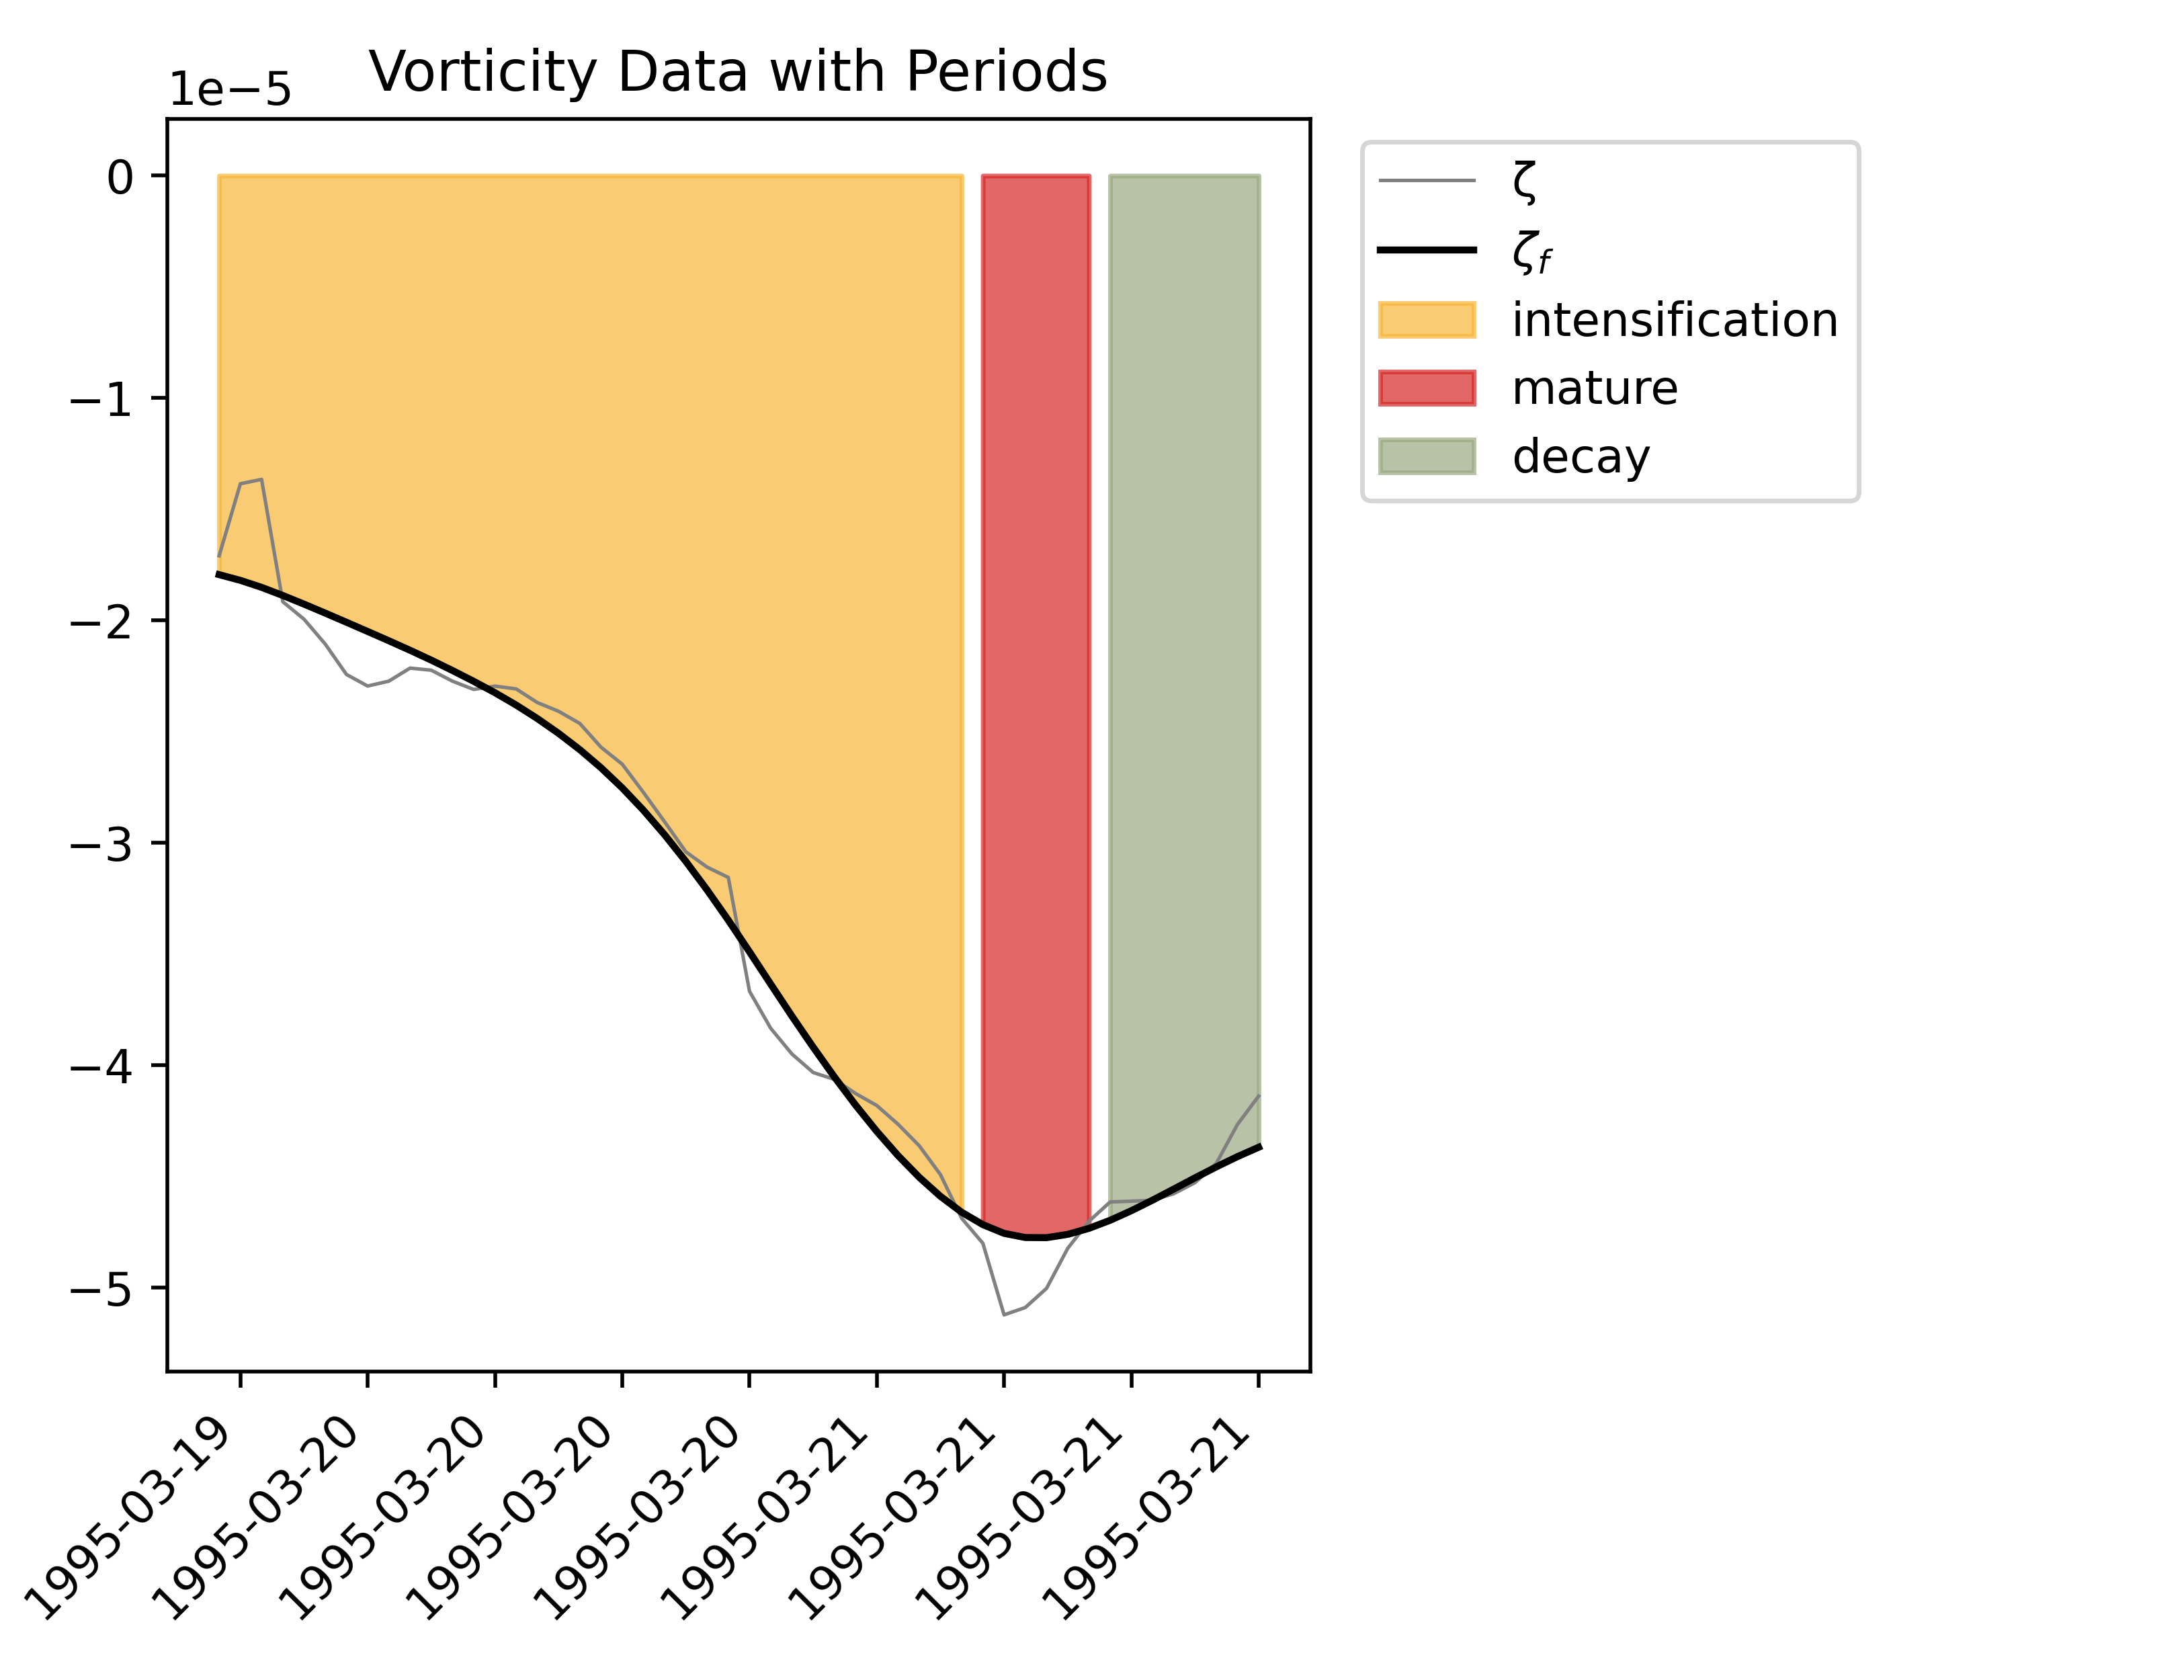 Vorticity Data with Periods
1e−5
0
−1
−2
−3
−4
−5
1995-03-19
1995-03-20
1995-03-20
1995-03-20
1995-03-20
1995-03-21
1995-03-21
1995-03-21
1995-03-21
ζ
ζf
intensification
mature
decay